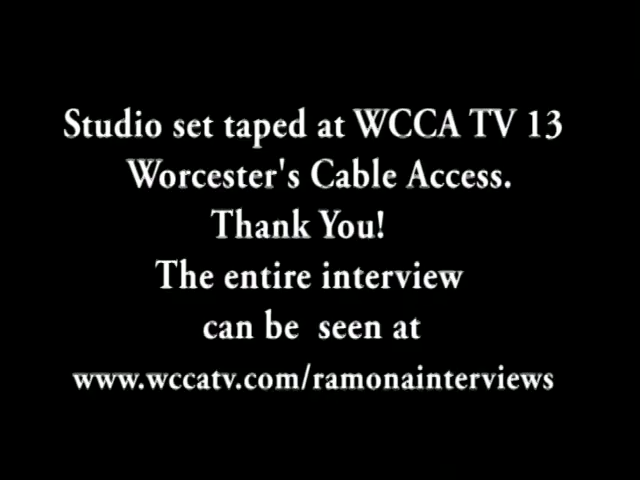 Studio set taped at WCCA TV 13
Worcester's Cable Access.
Thank You!
The entire interview
can be seen at
www.wccatv.com/ramonainterviews